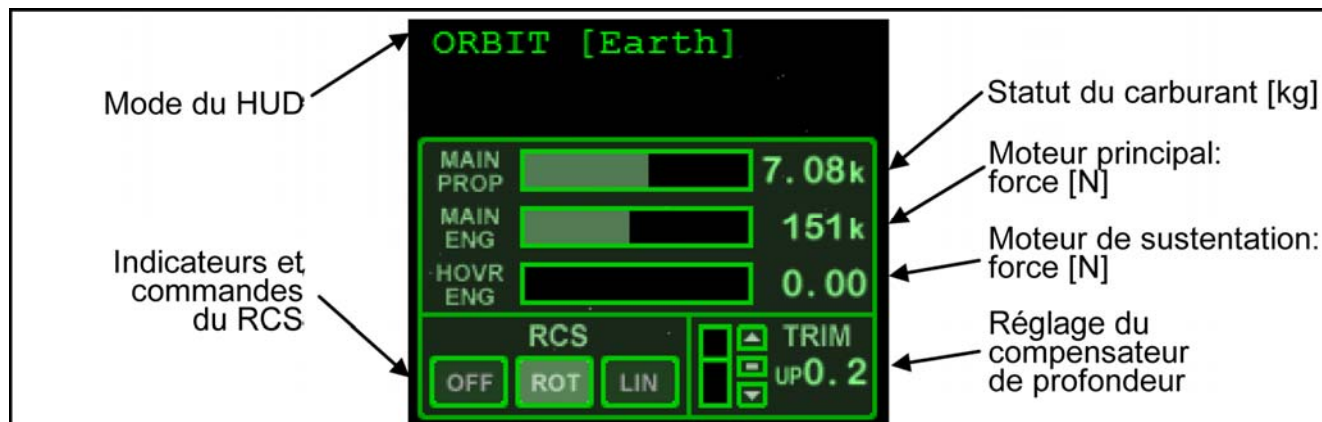 ORBIT [Earth]
Mode du HUD
Statut du carburant [kg]
MAIN
PROP
7.08k
Moteur principal:
force [N]
MAIN
ENG
151k
Moteur de sustentation:
force [N]
HOVR
ENG
0.00
Indicateurs et
commandes
du RCS
RCS
OFF ROT LIN
TRIM
UP0.2
Réglage du
compensateur
de profondeur